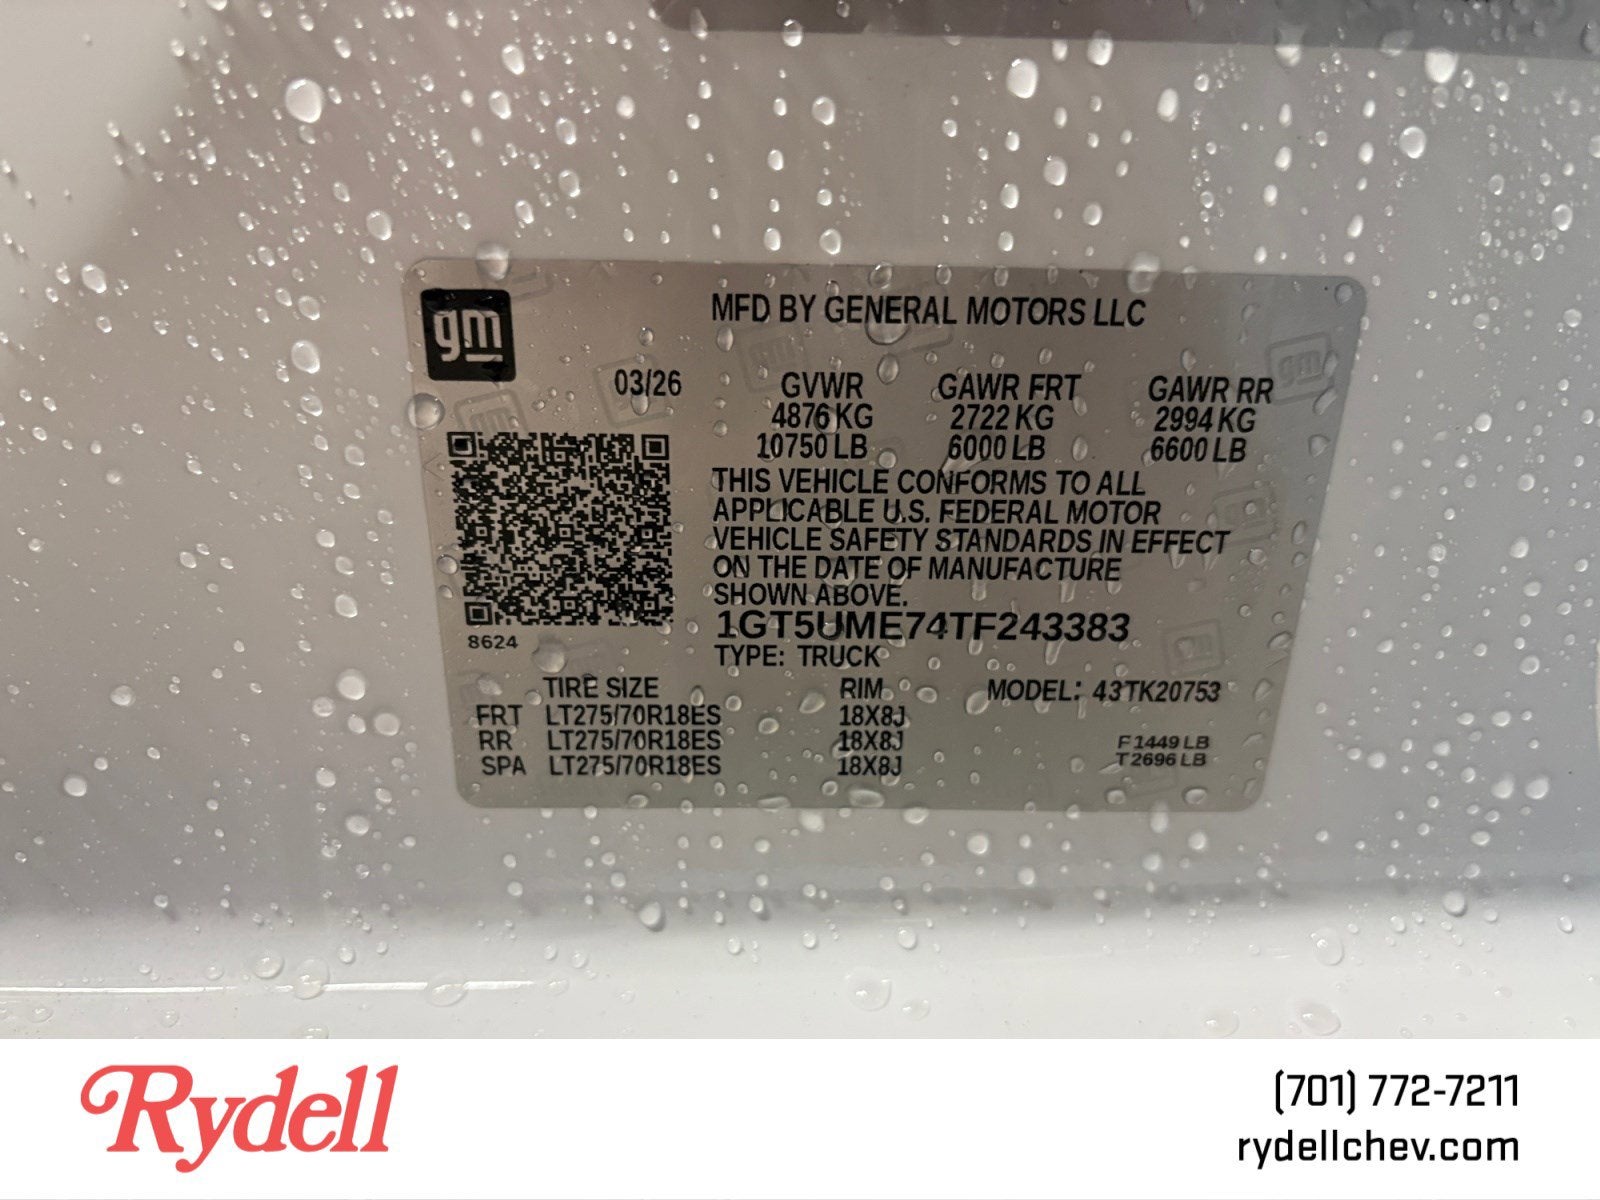 gm
MFD BY GENERAL MOTORS LLC
03/26 GVWR GAWR FRT GAWR RR
4876 KG 2722 KG 2994 KG
10750 LB 6000 LB 6600 LB
THIS VEHICLE CONFORMS TO ALL
APPLICABLE U.S. FEDERAL MOTOR
VEHICLE SAFETY STANDARDS IN EFFECT
ON THE DATE OF MANUFACTURE
SHOWN ABOVE.
1GT5UME74TF243383
8624
TYPE: TRUCK
TIRE SIZE RIM MODEL: 43TK20753
FRT LT275/70R18ES 18X8J
RR LT275/70R18ES 18X8J F 1449 LB
SPA LT275/70R18ES 18X8J T 2696 LB
Rydell
(701) 772-7211
rydellchev.com